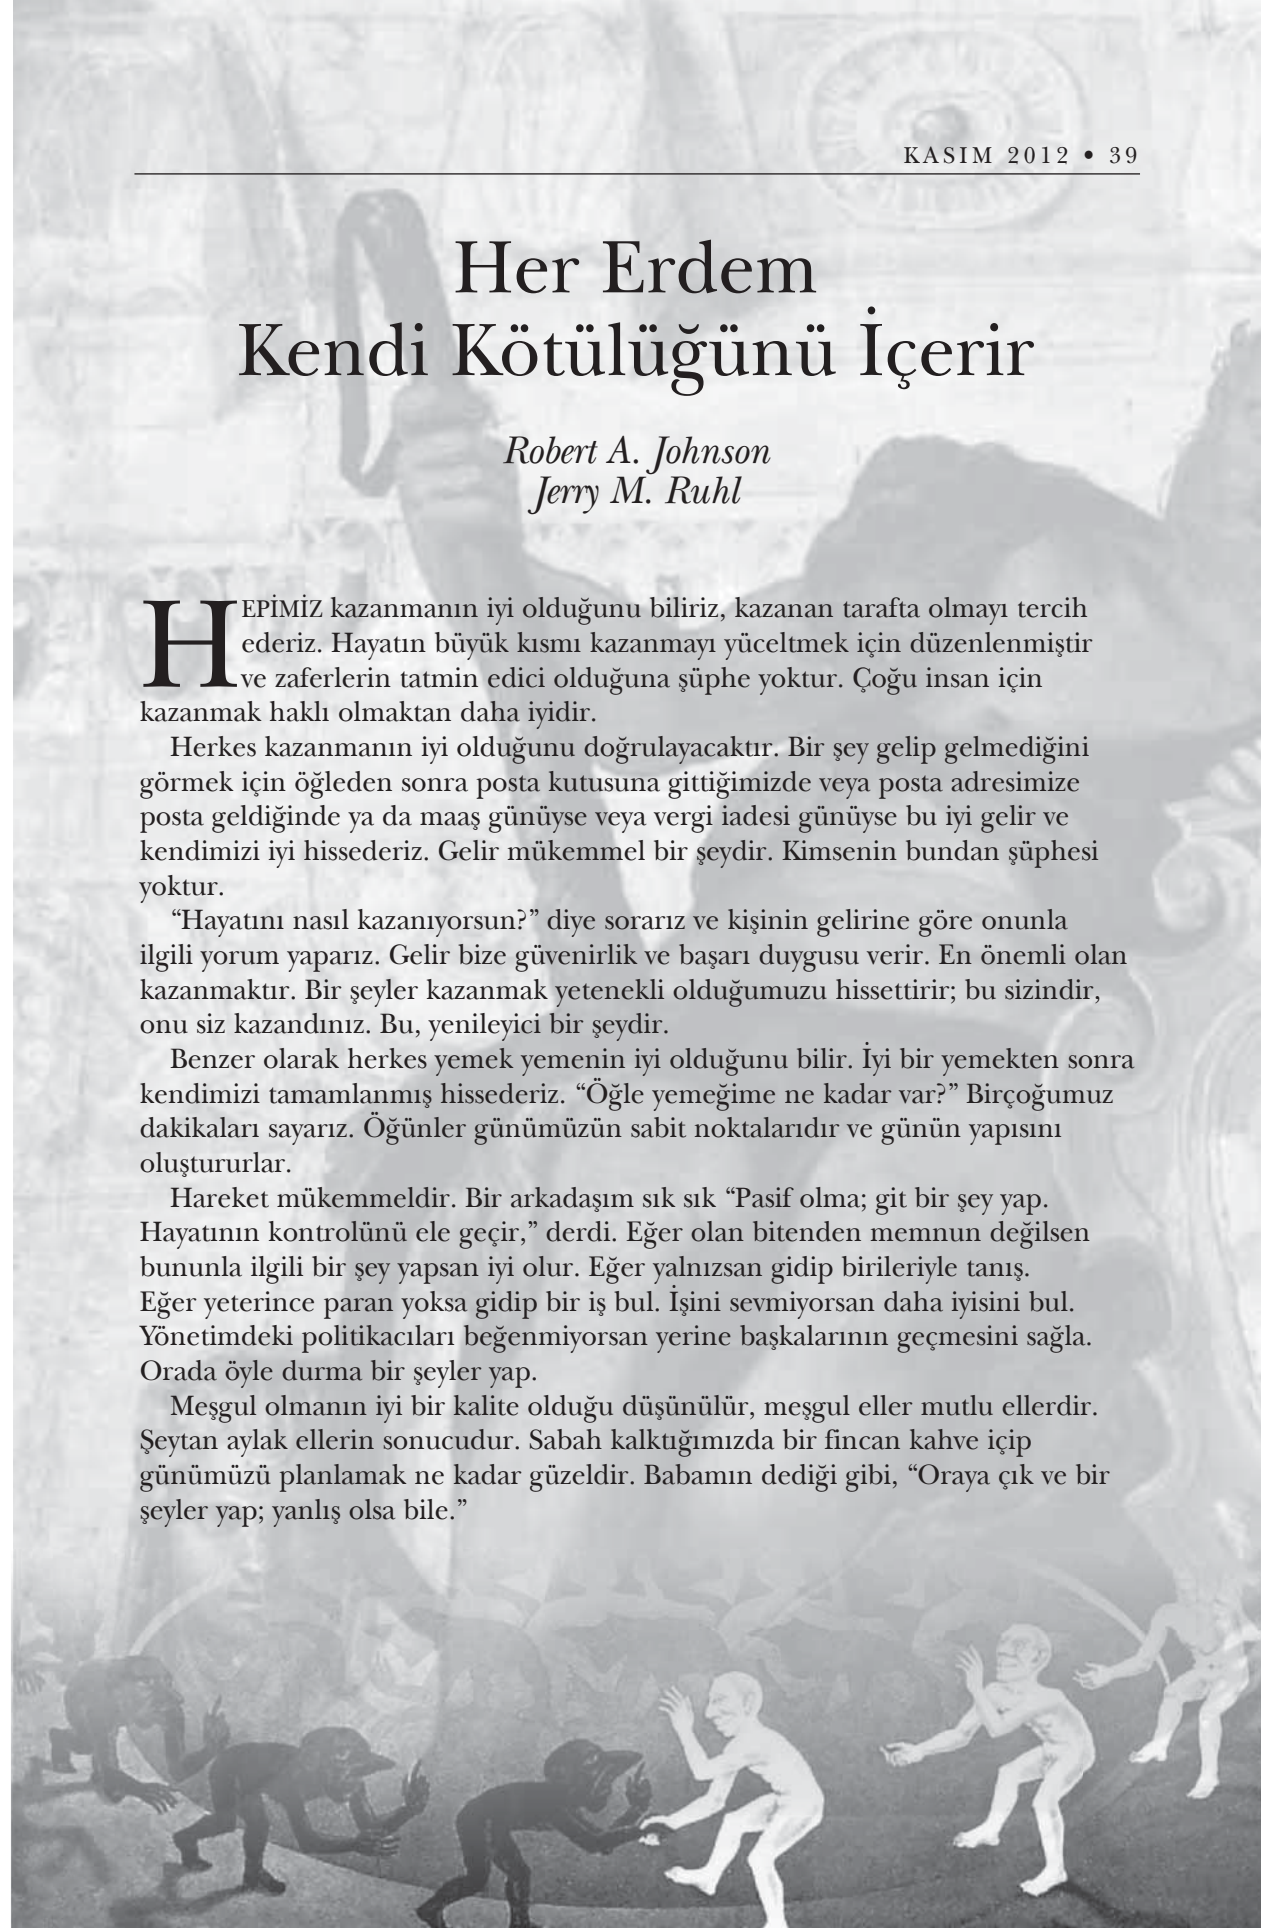 KASIM 2012 • 39
Her Erdem
Kendi Kötülüğünü İçerir
Robert A. Johnson
Jerry M. Ruhl
HEPİMİZ kazanmanın iyi olduğunu biliriz, kazanan tarafta olmayı tercih
ederiz. Hayatın büyük kısmı kazanmayı yüceltmek için düzenlenmiştir
ve zaferlerin tatmin edici olduğuna şüphe yoktur. Çoğu insan için
kazanmak haklı olmaktan daha iyidir.
Herkes kazanmanın iyi olduğunu doğrulayacaktır. Bir şey gelip gelmediğini
görmek için öğleden sonra posta kutusuna gittiğimizde veya posta adresimize
posta geldiğinde ya da maaş günüyse veya vergi iadesi günüyse bu iyi gelir ve
kendimizi iyi hissederiz. Gelir mükemmel bir şeydir. Kimsenin bundan şüphesi
yoktur.
“Hayatını nasıl kazanıyorsun?” diye sorarız ve kişinin gelirine göre onunla
ilgili yorum yaparız. Gelir bize güvenirlik ve başarı duygusu verir. En önemli olan
kazanmaktır. Bir şeyler kazanmak yetenekli olduğumuzu hissettirir; bu sizindir,
onu siz kazandınız. Bu, yenileyici bir şeydir.
Benzer olarak herkes yemek yemenin iyi olduğunu bilir. İyi bir yemekten sonra
kendimizi tamamlanmış hissederiz. “Öğle yemeğime ne kadar var?” Birçoğumuz
dakikaları sayarız. Öğünler günümüzün sabit noktalarıdır ve günün yapısını
oluştururlar.
Hareket mükemmeldir. Bir arkadaşım sık sık “Pasif olma; git bir şey yap.
Hayatının kontrolünü ele geçir,” derdi. Eğer olan bitenden memnun değilsen
bununla ilgili bir şey yapsan iyi olur. Eğer yalnızsan gidip birileriyle tanış.
Eğer yeterince paran yoksa gidip bir iş bul. İşini sevmiyorsan daha iyisini bul.
Yönetimdeki politikacıları beğenmiyorsan yerine başkalarının geçmesini sağla.
Orada öyle durma bir şeyler yap.
Meşgul olmanın iyi bir kalite olduğu düşünülür, meşgul eller mutlu ellerdir.
Şeytan aylak ellerin sonucudur. Sabah kalktığımızda bir fincan kahve içip
günümüzü planlamak ne kadar güzeldir. Babamın dediği gibi, “Oraya çık ve bir
şeyler yap; yanlış olsa bile.”